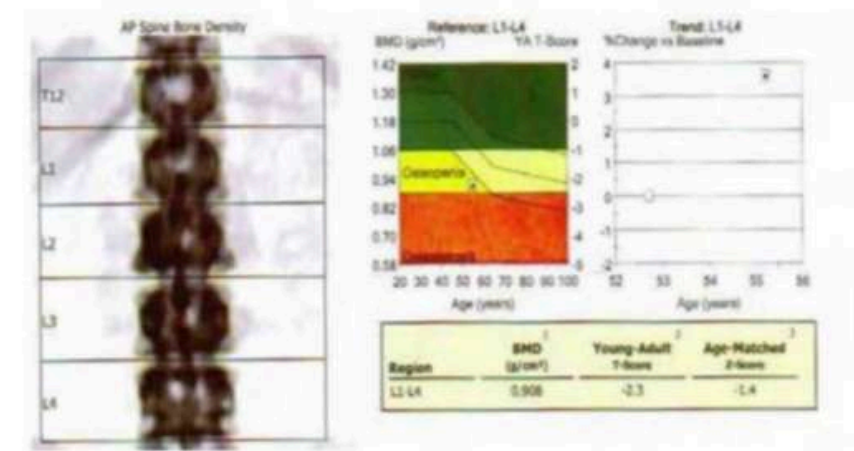 AP Spine Bone Density
T12
L1
L2
L3
L4
Reference: L1-L4
BMD (g/cm²) YA T-Score
1.42 2
1.30 1
1.18 0
1.06 -1
0.94 -2
0.82 -3
0.70 -4
0.58 -5
Osteopenia
20 30 40 50 60 70 80 90 100
Age (years)
Trend: L1-L4
%Change vs Baseline
4
3
2
1
0
-1
-2
52 53 54 55 56
Age (years)
1 2 3
BMD Young-Adult Age-Matched
Region (g/cm²) T-Score Z-Score
L1-L4 0.908 -2.3 -1.4